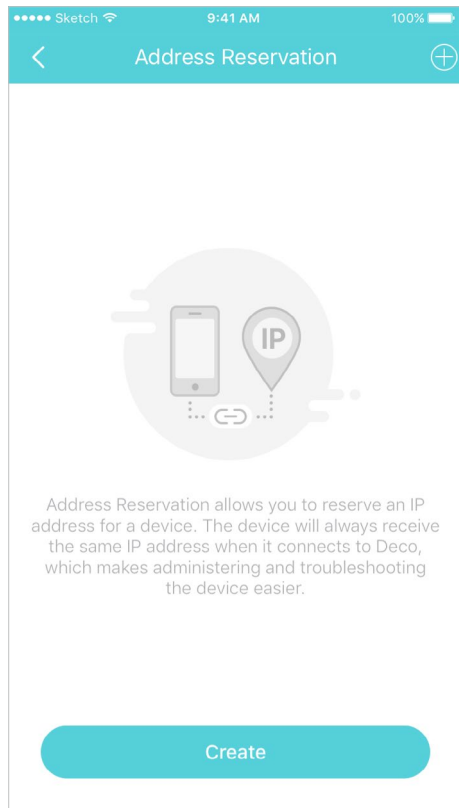 Sketch 9:41 AM 100%
Address Reservation
IP
Address Reservation allows you to reserve an IP
address for a device. The device will always receive
the same IP address when it connects to Deco,
which makes administering and troubleshooting
the device easier.
Create